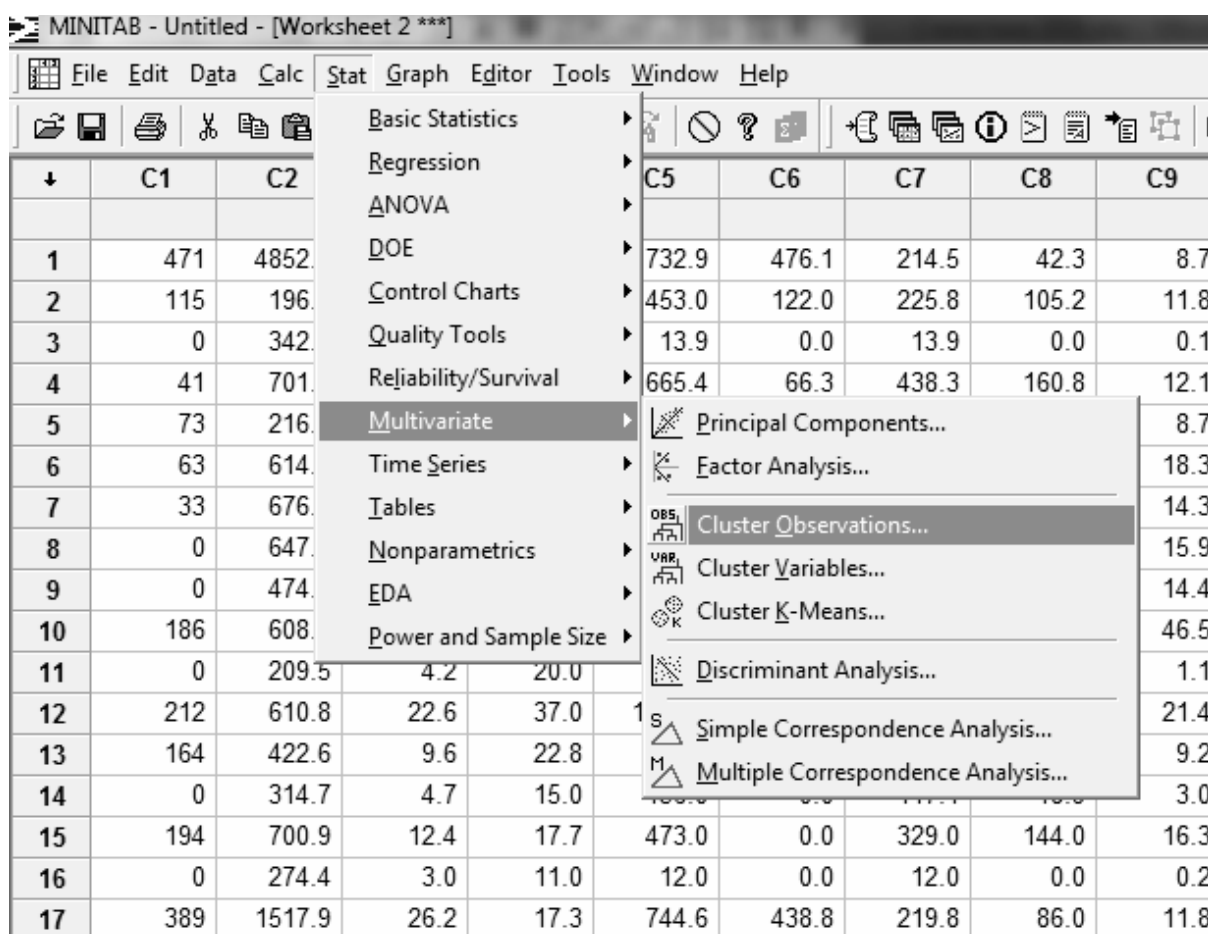 MINITAB - Untitled - [Worksheet 2 ***]
File Edit Data Calc Stat Graph Editor Tools Window Help
Basic Statistics
Regression
ANOVA
DOE
Control Charts
Quality Tools
Reliability/Survival
Multivariate
Time Series
Tables
Nonparametrics
EDA
Power and Sample Size
OBS Principal Components...
Factor Analysis...
Cluster Observations...
VAR Cluster Variables...
K Cluster K-Means...
Discriminant Analysis...
S Simple Correspondence Analysis...
M Multiple Correspondence Analysis...
C1 C2 C5 C6 C7 C8 C9
1 471 4852. 732.9 476.1 214.5 42.3 8.7
2 115 196. 453.0 122.0 225.8 105.2 11.8
3 0 342. 13.9 0.0 13.9 0.0 0.1
4 41 701. 665.4 66.3 438.3 160.8 12.1
5 73 216. 8.7
6 63 614. 18.3
7 33 676. 14.3
8 0 647. 15.9
9 0 474. 14.4
10 186 608. 46.5
11 0 209.5 4.2 20.0 1.1
12 212 610.8 22.6 37.0 1 21.4
13 164 422.6 9.6 22.8 9.2
14 0 314.7 4.7 15.0 3.0
15 194 700.9 12.4 17.7 473.0 0.0 329.0 144.0 16.3
16 0 274.4 3.0 11.0 12.0 0.0 12.0 0.0 0.2
17 389 1517.9 26.2 17.3 744.6 438.8 219.8 86.0 11.8